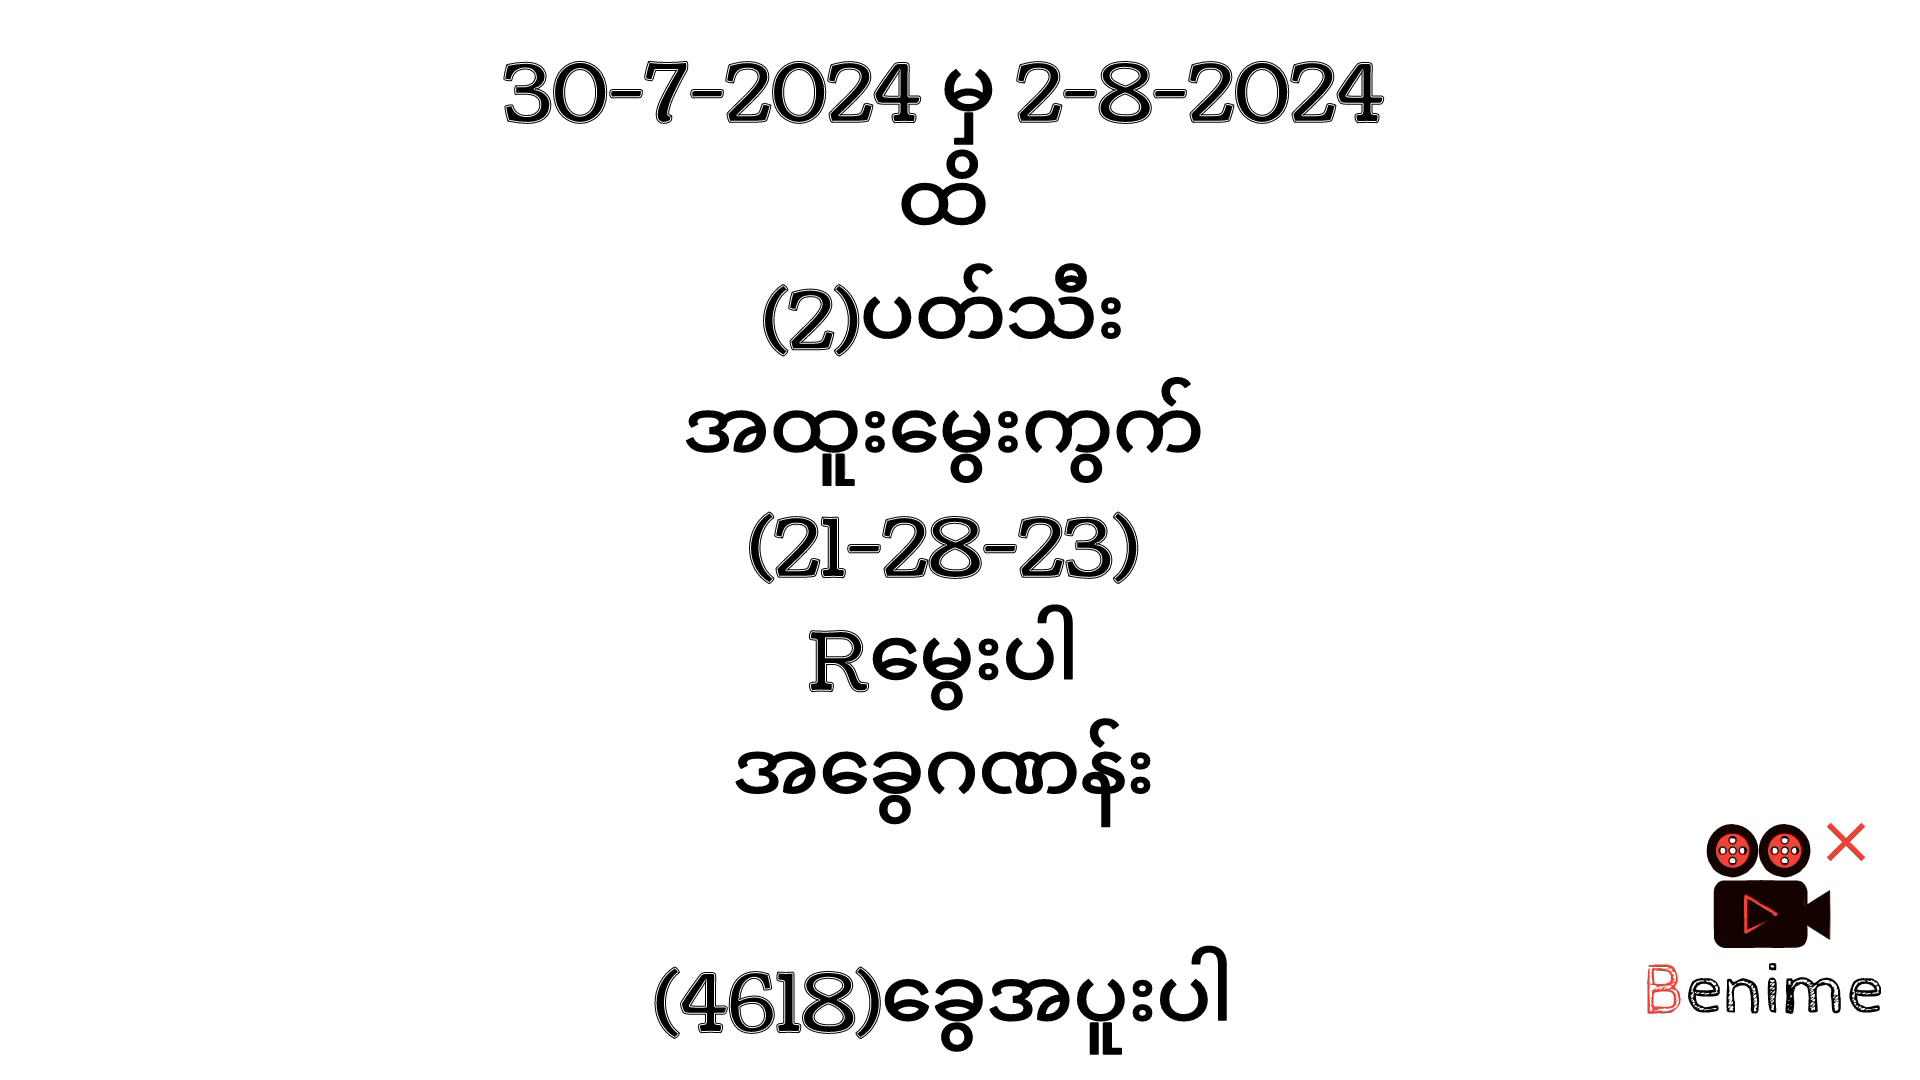 30-7-2024 မှ 2-8-2024
ထိ
(2)ပတ်သီး
အထူးမွေးကွက်
(21-28-23)
Rမွေးပါ
အခွေဂဏန်း
(4618)ခွေအပူးပါ
Benime